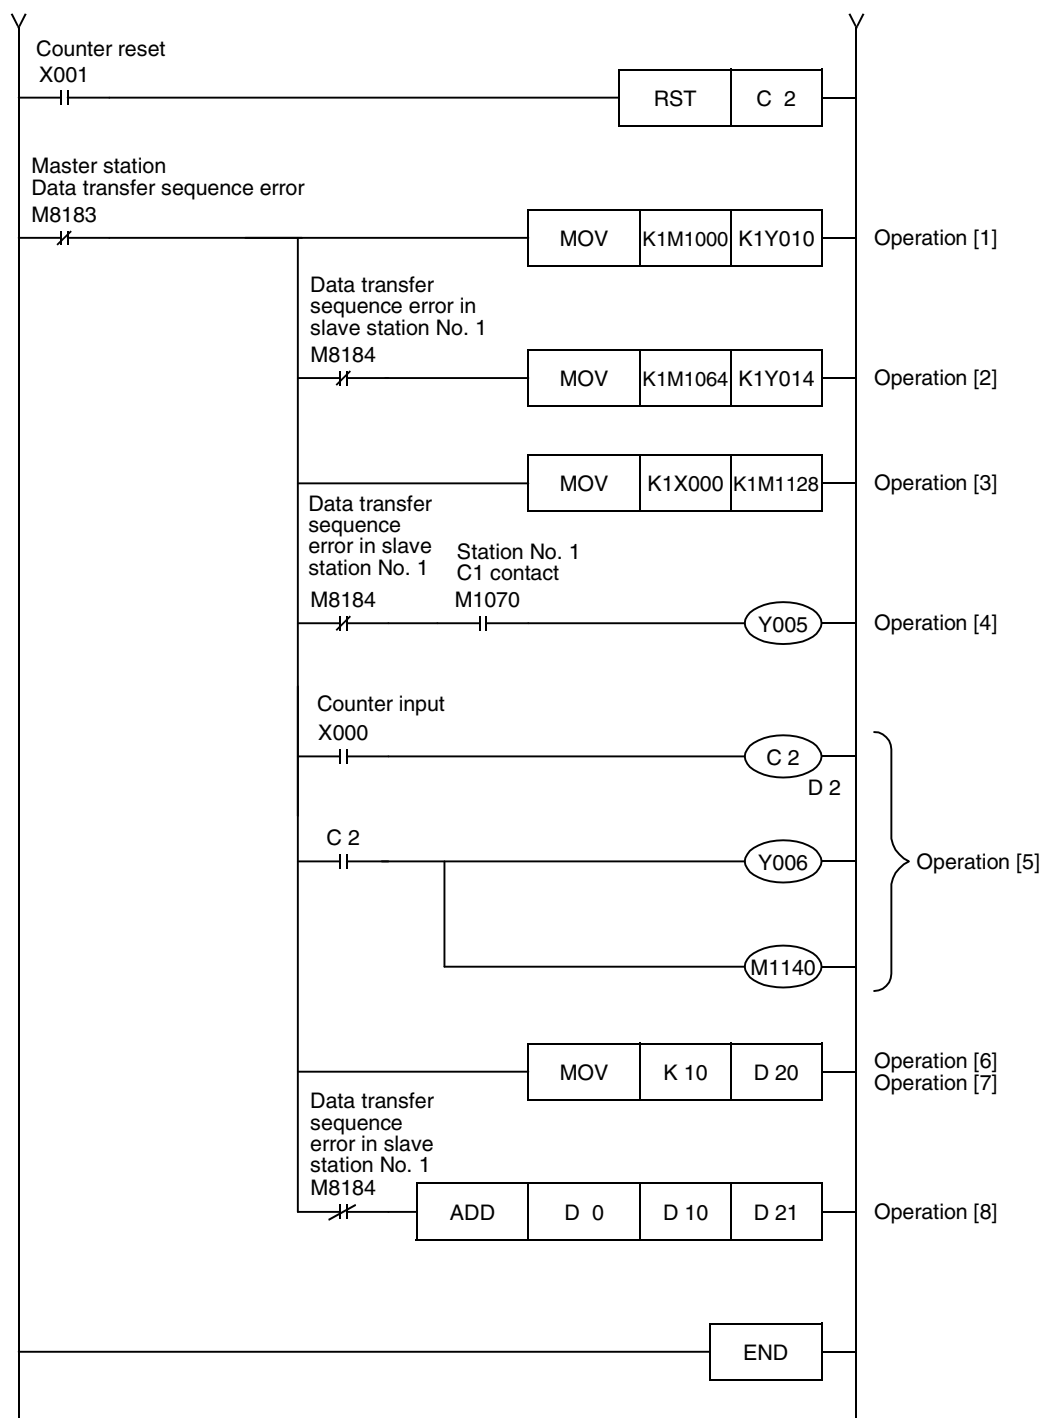 Counter reset
X001
RST C 2
Master station
Data transfer sequence error
M8183
MOV K1M1000 K1Y010 Operation [1]
Data transfer
sequence error in
slave station No. 1
M8184
MOV K1M1064 K1Y014 Operation [2]
MOV K1X000 K1M1128 Operation [3]
Data transfer
sequence
error in slave
station No. 1
Station No. 1
C1 contact
M8184 M1070
Y005 Operation [4]
Counter input
X000
C 2
D 2
C 2
Y006 Operation [5]
M1140
MOV K 10 D 20 Operation [6]
Operation [7]
Data transfer
sequence
error in slave
station No. 1
M8184
ADD D 0 D 10 D 21 Operation [8]
END